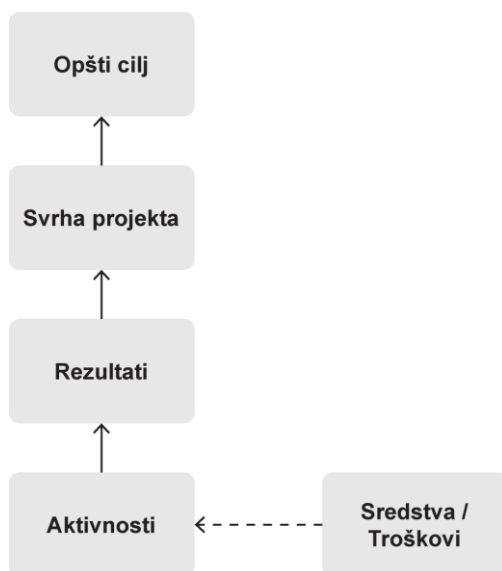 Opšti cilj
Svrha projekta
Rezultati
Aktivnosti
Sredstva /
Troškovi